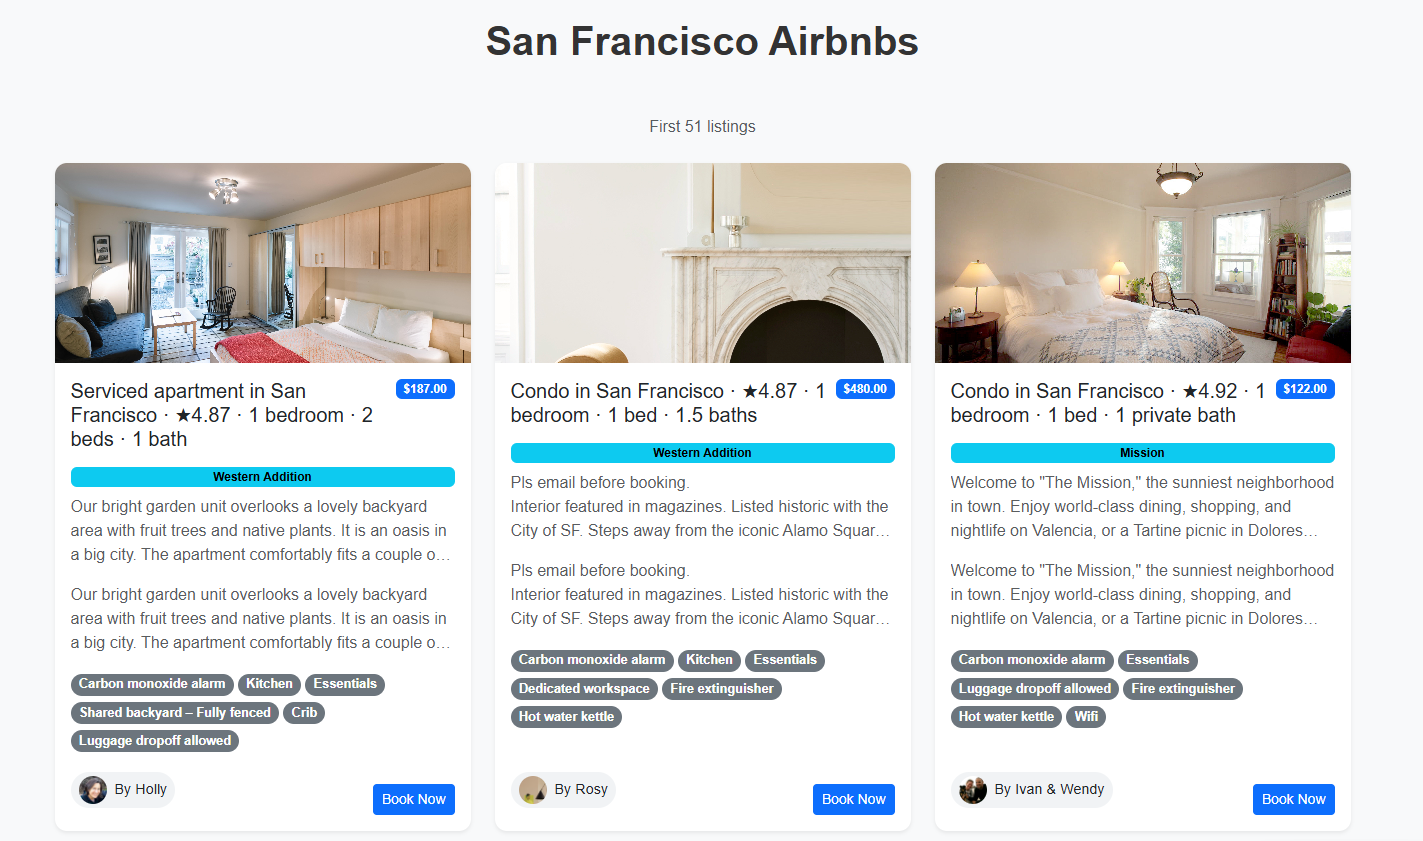 San Francisco Airbnbs
First 51 listings
Serviced apartment in San
Francisco · ★4.87 · 1 bedroom · 2
beds · 1 bath
$187.00
Western Addition
Our bright garden unit overlooks a lovely backyard
area with fruit trees and native plants. It is an oasis in
a big city. The apartment comfortably fits a couple o…
Our bright garden unit overlooks a lovely backyard
area with fruit trees and native plants. It is an oasis in
a big city. The apartment comfortably fits a couple o…
Carbon monoxide alarm Kitchen Essentials
Shared backyard – Fully fenced Crib
Luggage dropoff allowed
By Holly
Book Now
Condo in San Francisco · ★4.87 · 1
bedroom · 1 bed · 1.5 baths
$480.00
Western Addition
Pls email before booking.
Interior featured in magazines. Listed historic with the
City of SF. Steps away from the iconic Alamo Squar…
Pls email before booking.
Interior featured in magazines. Listed historic with the
City of SF. Steps away from the iconic Alamo Squar…
Carbon monoxide alarm Kitchen Essentials
Dedicated workspace Fire extinguisher
Hot water kettle
By Rosy
Book Now
Condo in San Francisco · ★4.92 · 1
bedroom · 1 bed · 1 private bath
$122.00
Mission
Welcome to "The Mission," the sunniest neighborhood
in town. Enjoy world-class dining, shopping, and
nightlife on Valencia, or a Tartine picnic in Dolores…
Welcome to "The Mission," the sunniest neighborhood
in town. Enjoy world-class dining, shopping, and
nightlife on Valencia, or a Tartine picnic in Dolores…
Carbon monoxide alarm Essentials
Luggage dropoff allowed Fire extinguisher
Hot water kettle Wifi
By Ivan & Wendy
Book Now